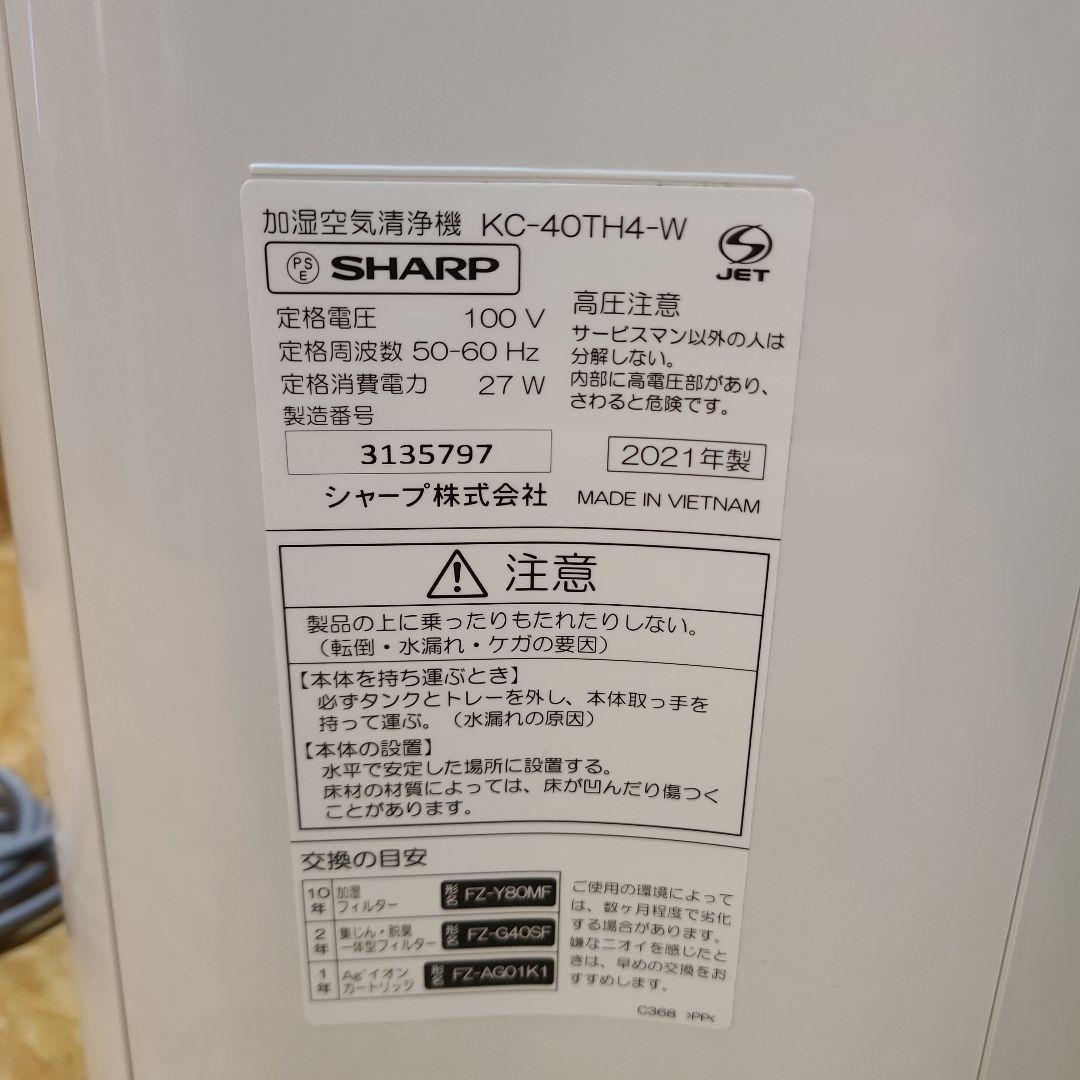 加湿空気清浄機 KC-40TH4-W
PS E SHARP
JET
定格電圧 100 V
定格周波数 50-60 Hz
定格消費電力 27 W
製造番号
3135797
シャープ株式会社
高圧注意
サービスマン以外の人は
分解しない。
内部に高電圧部があり、
さわると危険です。
2021年製
MADE IN VIETNAM
注意
製品の上に乗ったりもたれたりしない。
（転倒・水漏れ・ケガの要因）
【本体を持ち運ぶとき】
必ずタンクとトレーを外し、本体取っ手を
持って運ぶ。（水漏れの原因）
【本体の設置】
水平で安定した場所に設置する。
床材の材質によっては、床が凹んだり傷つく
ことがあります。
交換の目安
10年 加湿フィルター 形名 FZ-Y80MF
2年 集じん・脱臭一体型フィルター 形名 FZ-G40SF
1年 Ag⁺イオンカートリッジ 形名 FZ-AG01K1
ご使用の環境によって
は、数ヶ月程度で劣化
する場合があります。
嫌なニオイを感じたと
きは、早めの交換をお
すすめします。
C368 >PP<